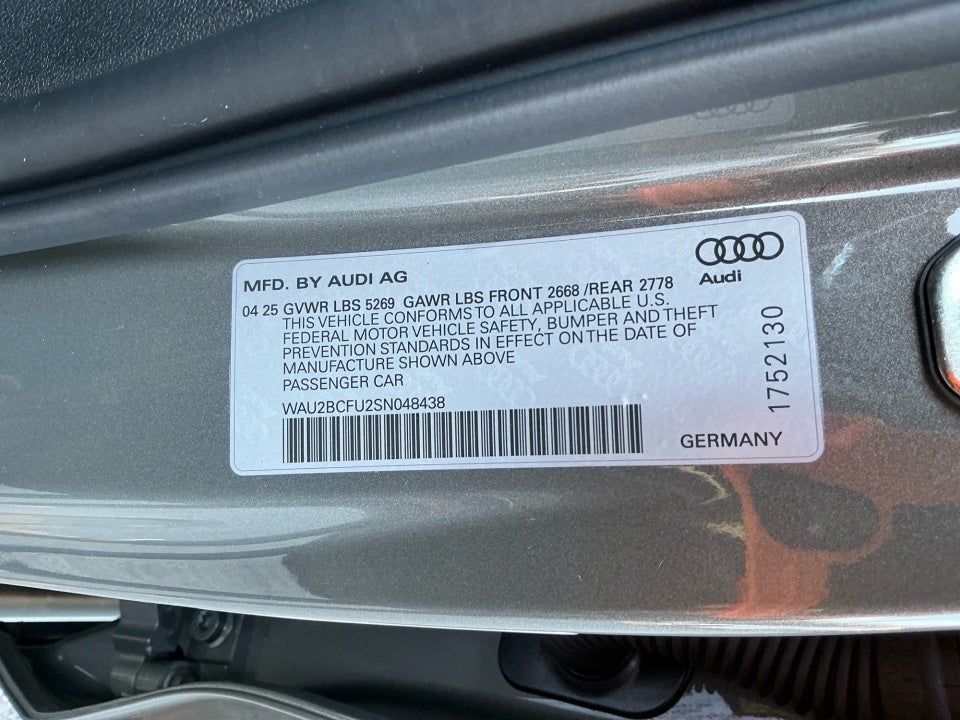 MFD. BY AUDI AG
Audi
04 25 GVWR LBS 5269 GAWR LBS FRONT 2668 /REAR 2778
THIS VEHICLE CONFORMS TO ALL APPLICABLE U.S.
FEDERAL MOTOR VEHICLE SAFETY, BUMPER AND THEFT
PREVENTION STANDARDS IN EFFECT ON THE DATE OF
MANUFACTURE SHOWN ABOVE
PASSENGER CAR
WAU2BCFU2SN048438
1752130
GERMANY